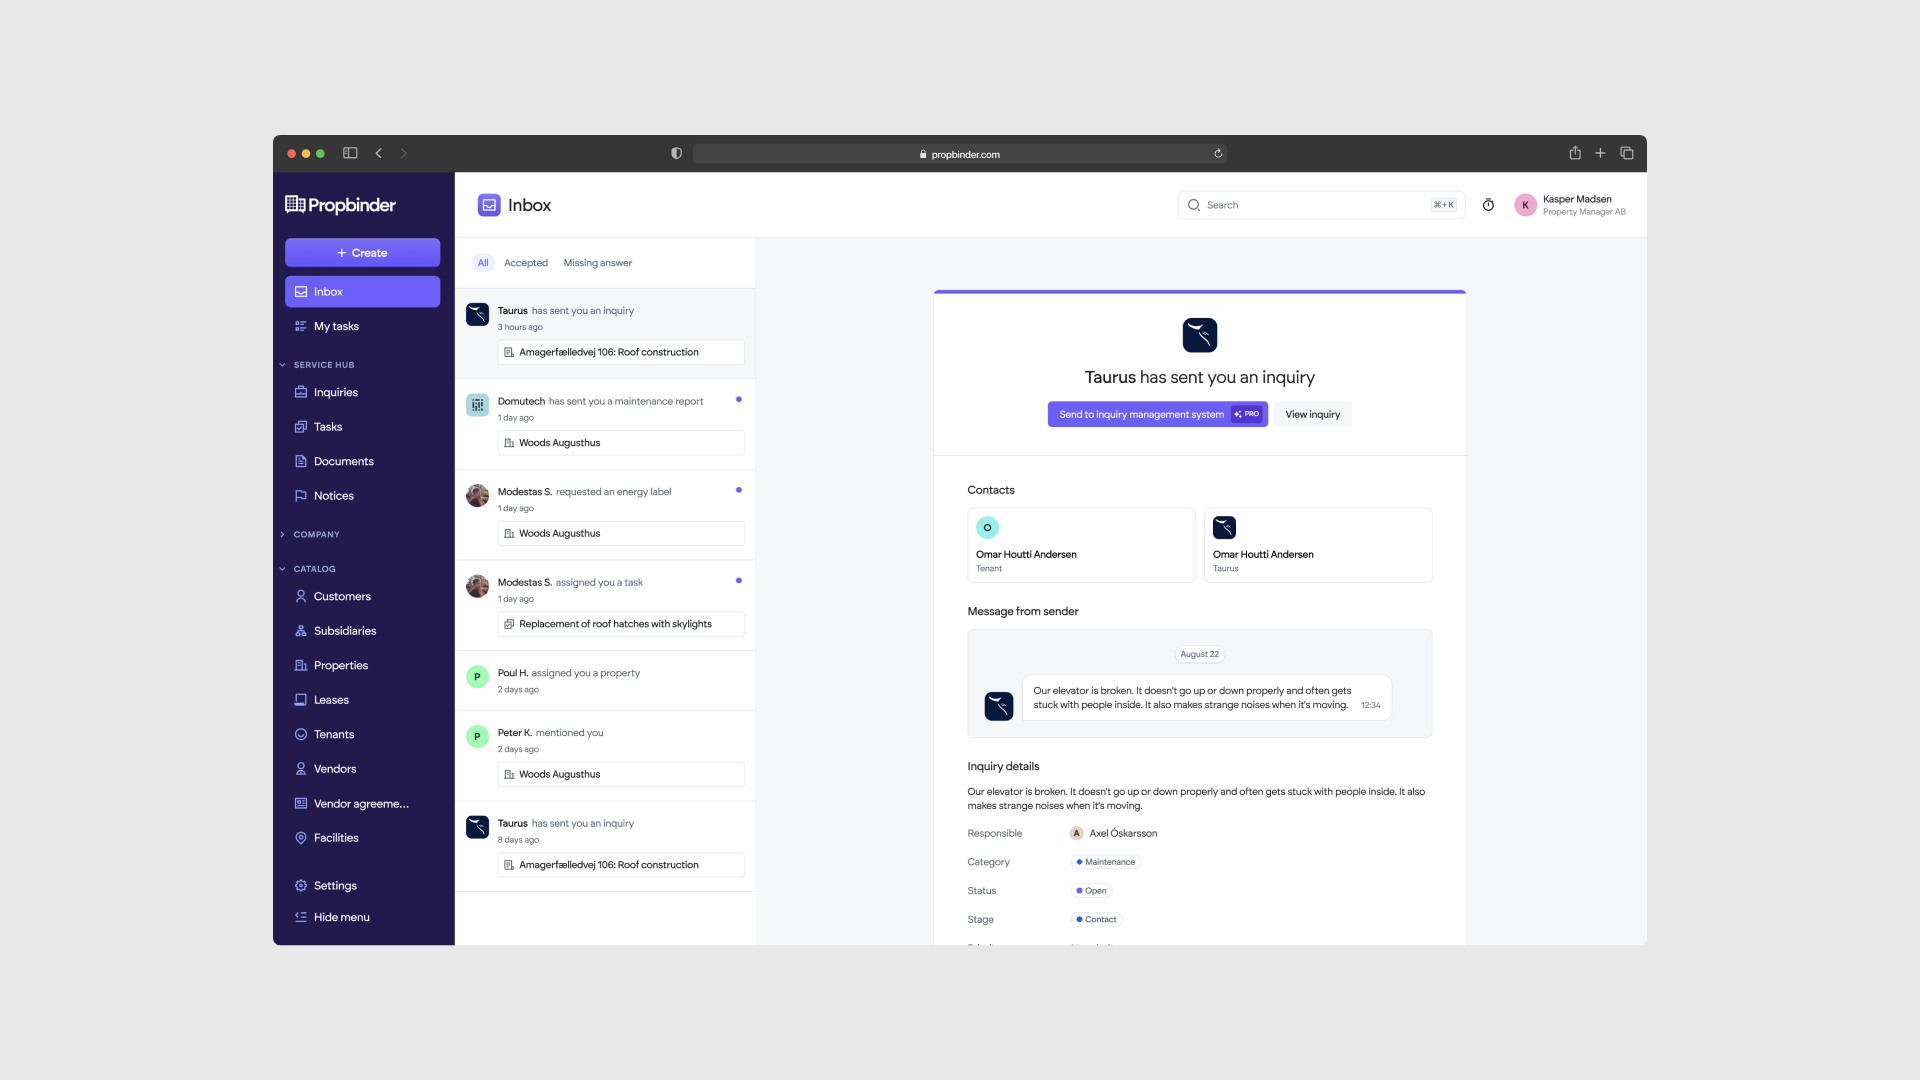 propbinder.com
Propbinder
Create
Inbox
My tasks
SERVICE HUB
Inquiries
Tasks
Documents
Notices
COMPANY
CATALOG
Customers
Subsidiaries
Properties
Leases
Tenants
Vendors
Vendor agreeme...
Facilities
Settings
Hide menu
Inbox
Search
⌘+K
K
Kasper Madsen
Property Manager AB
All Accepted Missing answer
Taurus has sent you an inquiry
3 hours ago
Amagerfælledvej 106: Roof construction
Domutech has sent you a maintenance report
1 day ago
Woods Augusthus
Modestas S. requested an energy label
1 day ago
Woods Augusthus
Modestas S. assigned you a task
1 day ago
Replacement of roof hatches with skylights
P
Poul H. assigned you a property
2 days ago
P
Peter K. mentioned you
2 days ago
Woods Augusthus
Taurus has sent you an inquiry
8 days ago
Amagerfælledvej 106: Roof construction
Taurus has sent you an inquiry
Send to inquiry management system PRO
View inquiry
Contacts
O
Omar Houtti Andersen
Tenant
Omar Houtti Andersen
Taurus
Message from sender
August 22
Our elevator is broken. It doesn't go up or down properly and often gets
stuck with people inside. It also makes strange noises when it's moving. 12:34
Inquiry details
Our elevator is broken. It doesn't go up or down properly and often gets stuck with people inside. It also
makes strange noises when it's moving.
Responsible A Axel Óskarsson
Category Maintenance
Status Open
Stage Contact